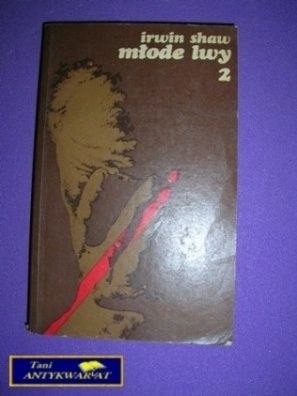 irwin shaw
młode lwy
2
Tani
ANTYKWARIAT